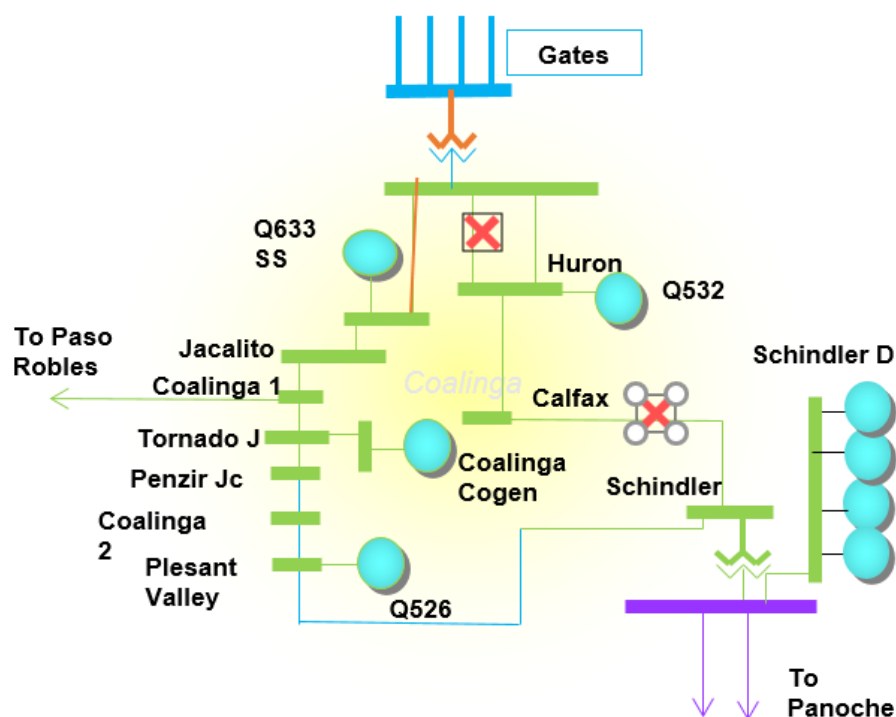 Gates
Q633
SS
Huron
Q532
To Paso
Robles
Jacalito
Schindler D
Coalinga 1
Coalinga
Calfax
Tornado J
Coalinga
Cogen
Penzir Jc
Schindler
Coalinga
2
Plesant
Valley
Q526
To
Panoche